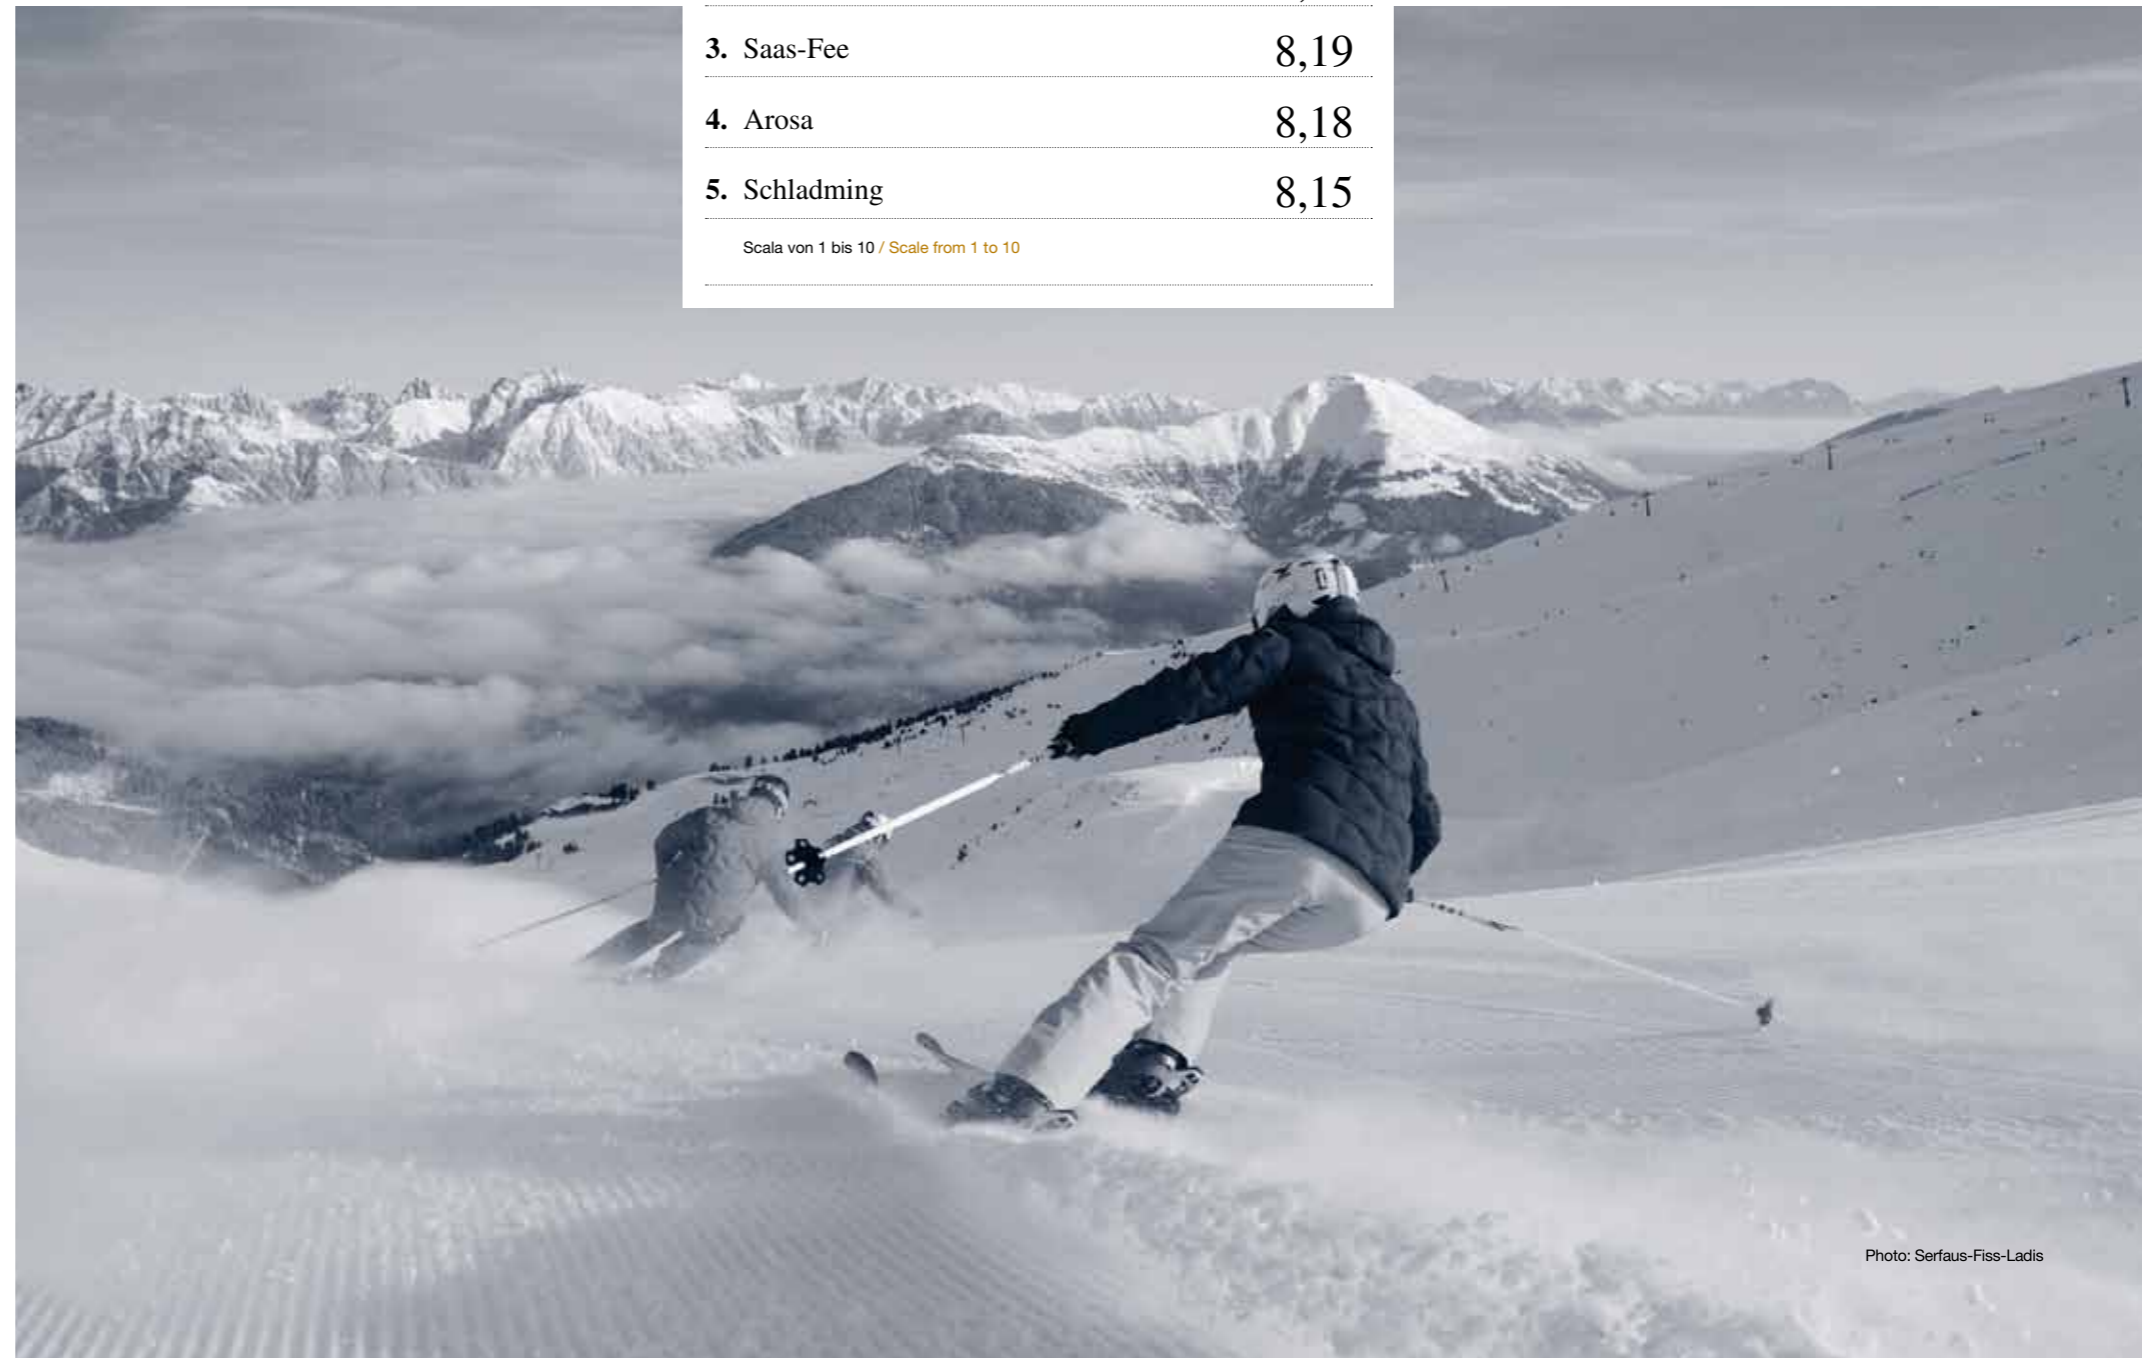 3. Saas-Fee 8,19
4. Arosa 8,18
5. Schladming 8,15
Scala von 1 bis 10 / Scale from 1 to 10
Photo: Serfaus-Fiss-Ladis